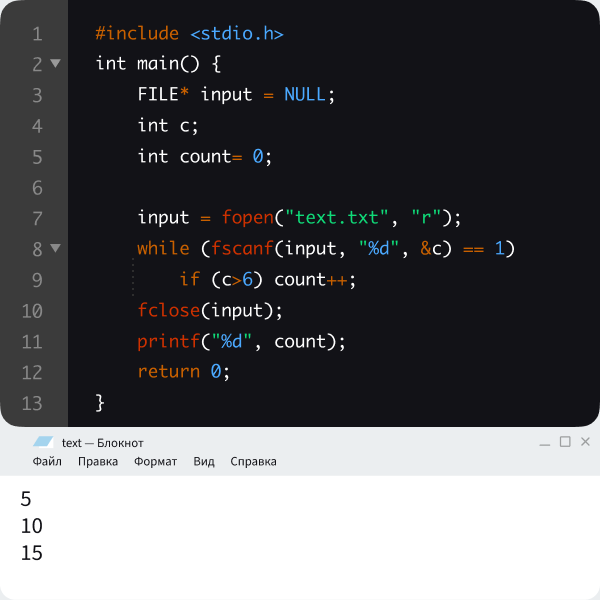 1 #include <stdio.h>
2 int main() {
3 FILE* input = NULL;
4 int c;
5 int count= 0;
6
7 input = fopen("text.txt", "r");
8 while (fscanf(input, "%d", &c) == 1)
9 if (c>6) count++;
10 fclose(input);
11 printf("%d", count);
12 return 0;
13 }
text — Блокнот
Файл Правка Формат Вид Справка
5
10
15